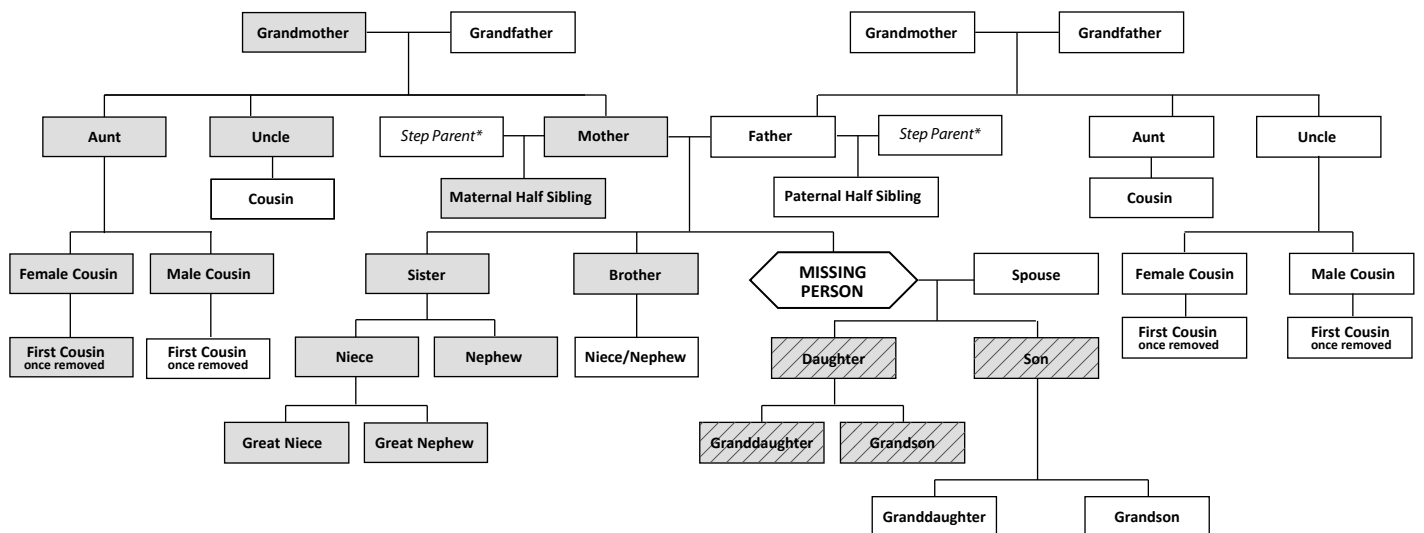 Grandmother
Grandfather
Grandmother
Grandfather
Aunt
Uncle
Step Parent*
Mother
Father
Step Parent*
Aunt
Uncle
Cousin
Maternal Half Sibling
Paternal Half Sibling
Cousin
Female Cousin
Male Cousin
Sister
Brother
MISSING
PERSON
Spouse
Female Cousin
Male Cousin
First Cousin
once removed
First Cousin
once removed
Niece
Nephew
Niece/Nephew
Daughter
Son
First Cousin
once removed
First Cousin
once removed
Great Niece
Great Nephew
Granddaughter
Grandson
Granddaughter
Grandson